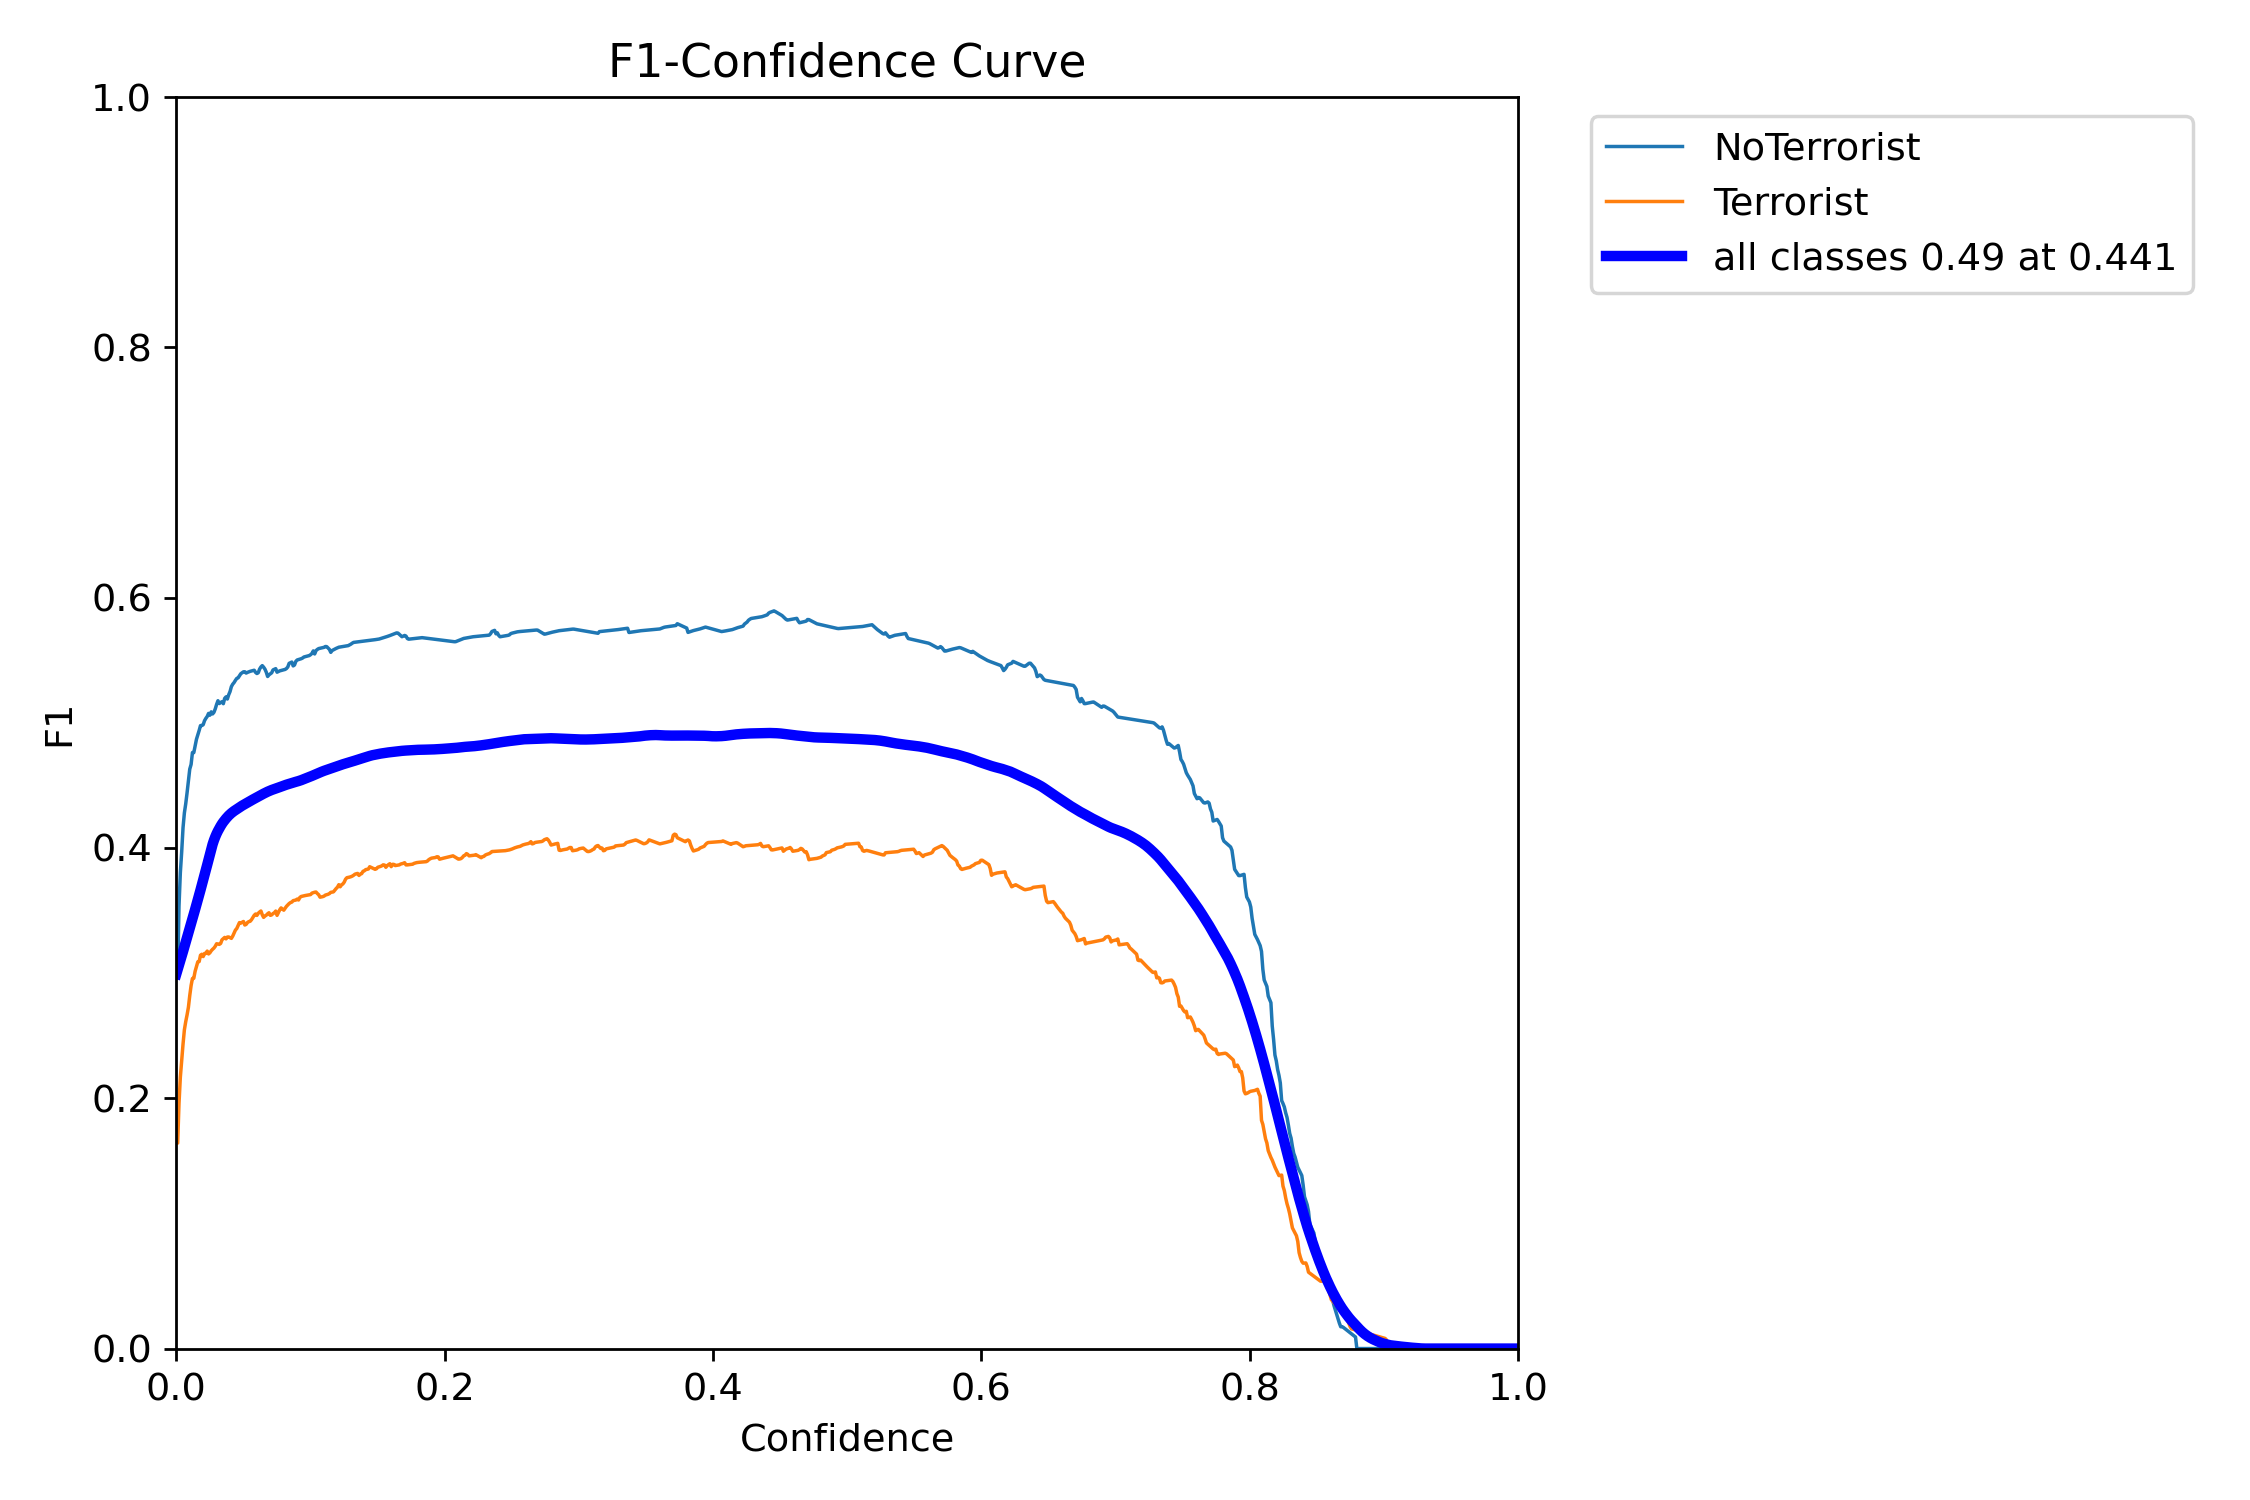 F1-Confidence Curve
NoTerrorist
Terrorist
all classes 0.49 at 0.441
1.0
0.8
0.6
0.4
0.2
0.0
F1
0.0 0.2 0.4 0.6 0.8 1.0
Confidence